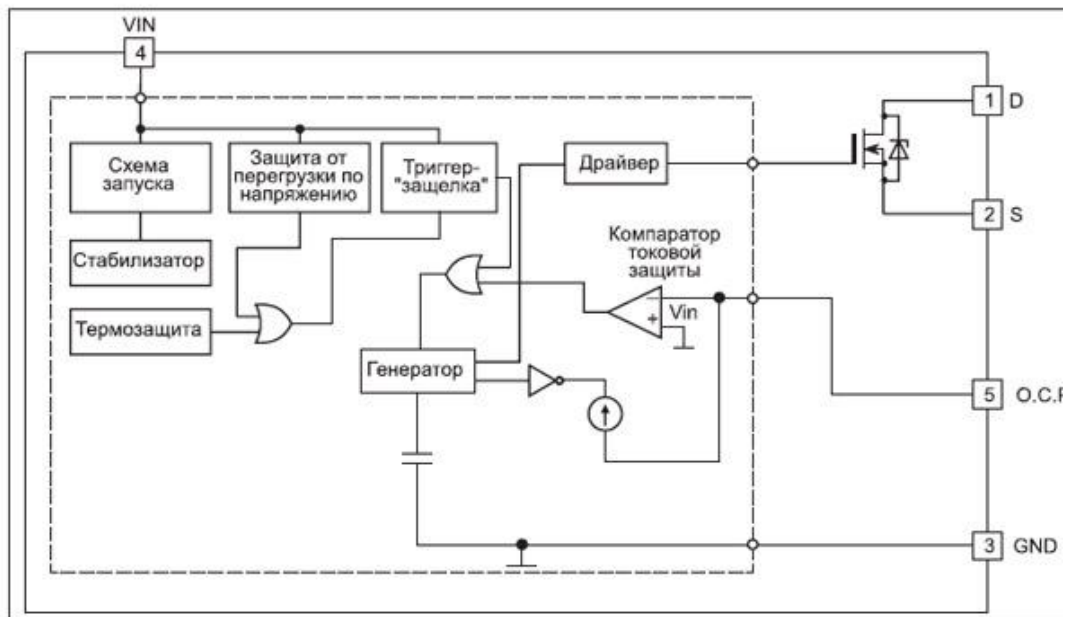 VIN
4
1 D
Схема
запуска
Защита от
перегрузки по
напряжению
Триггер-
"защелка"
Драйвер
2 S
Стабилизатор
Компаратор
токовой
защиты
Vin
Термозащита
Генератор
5 O.C.
3 GND